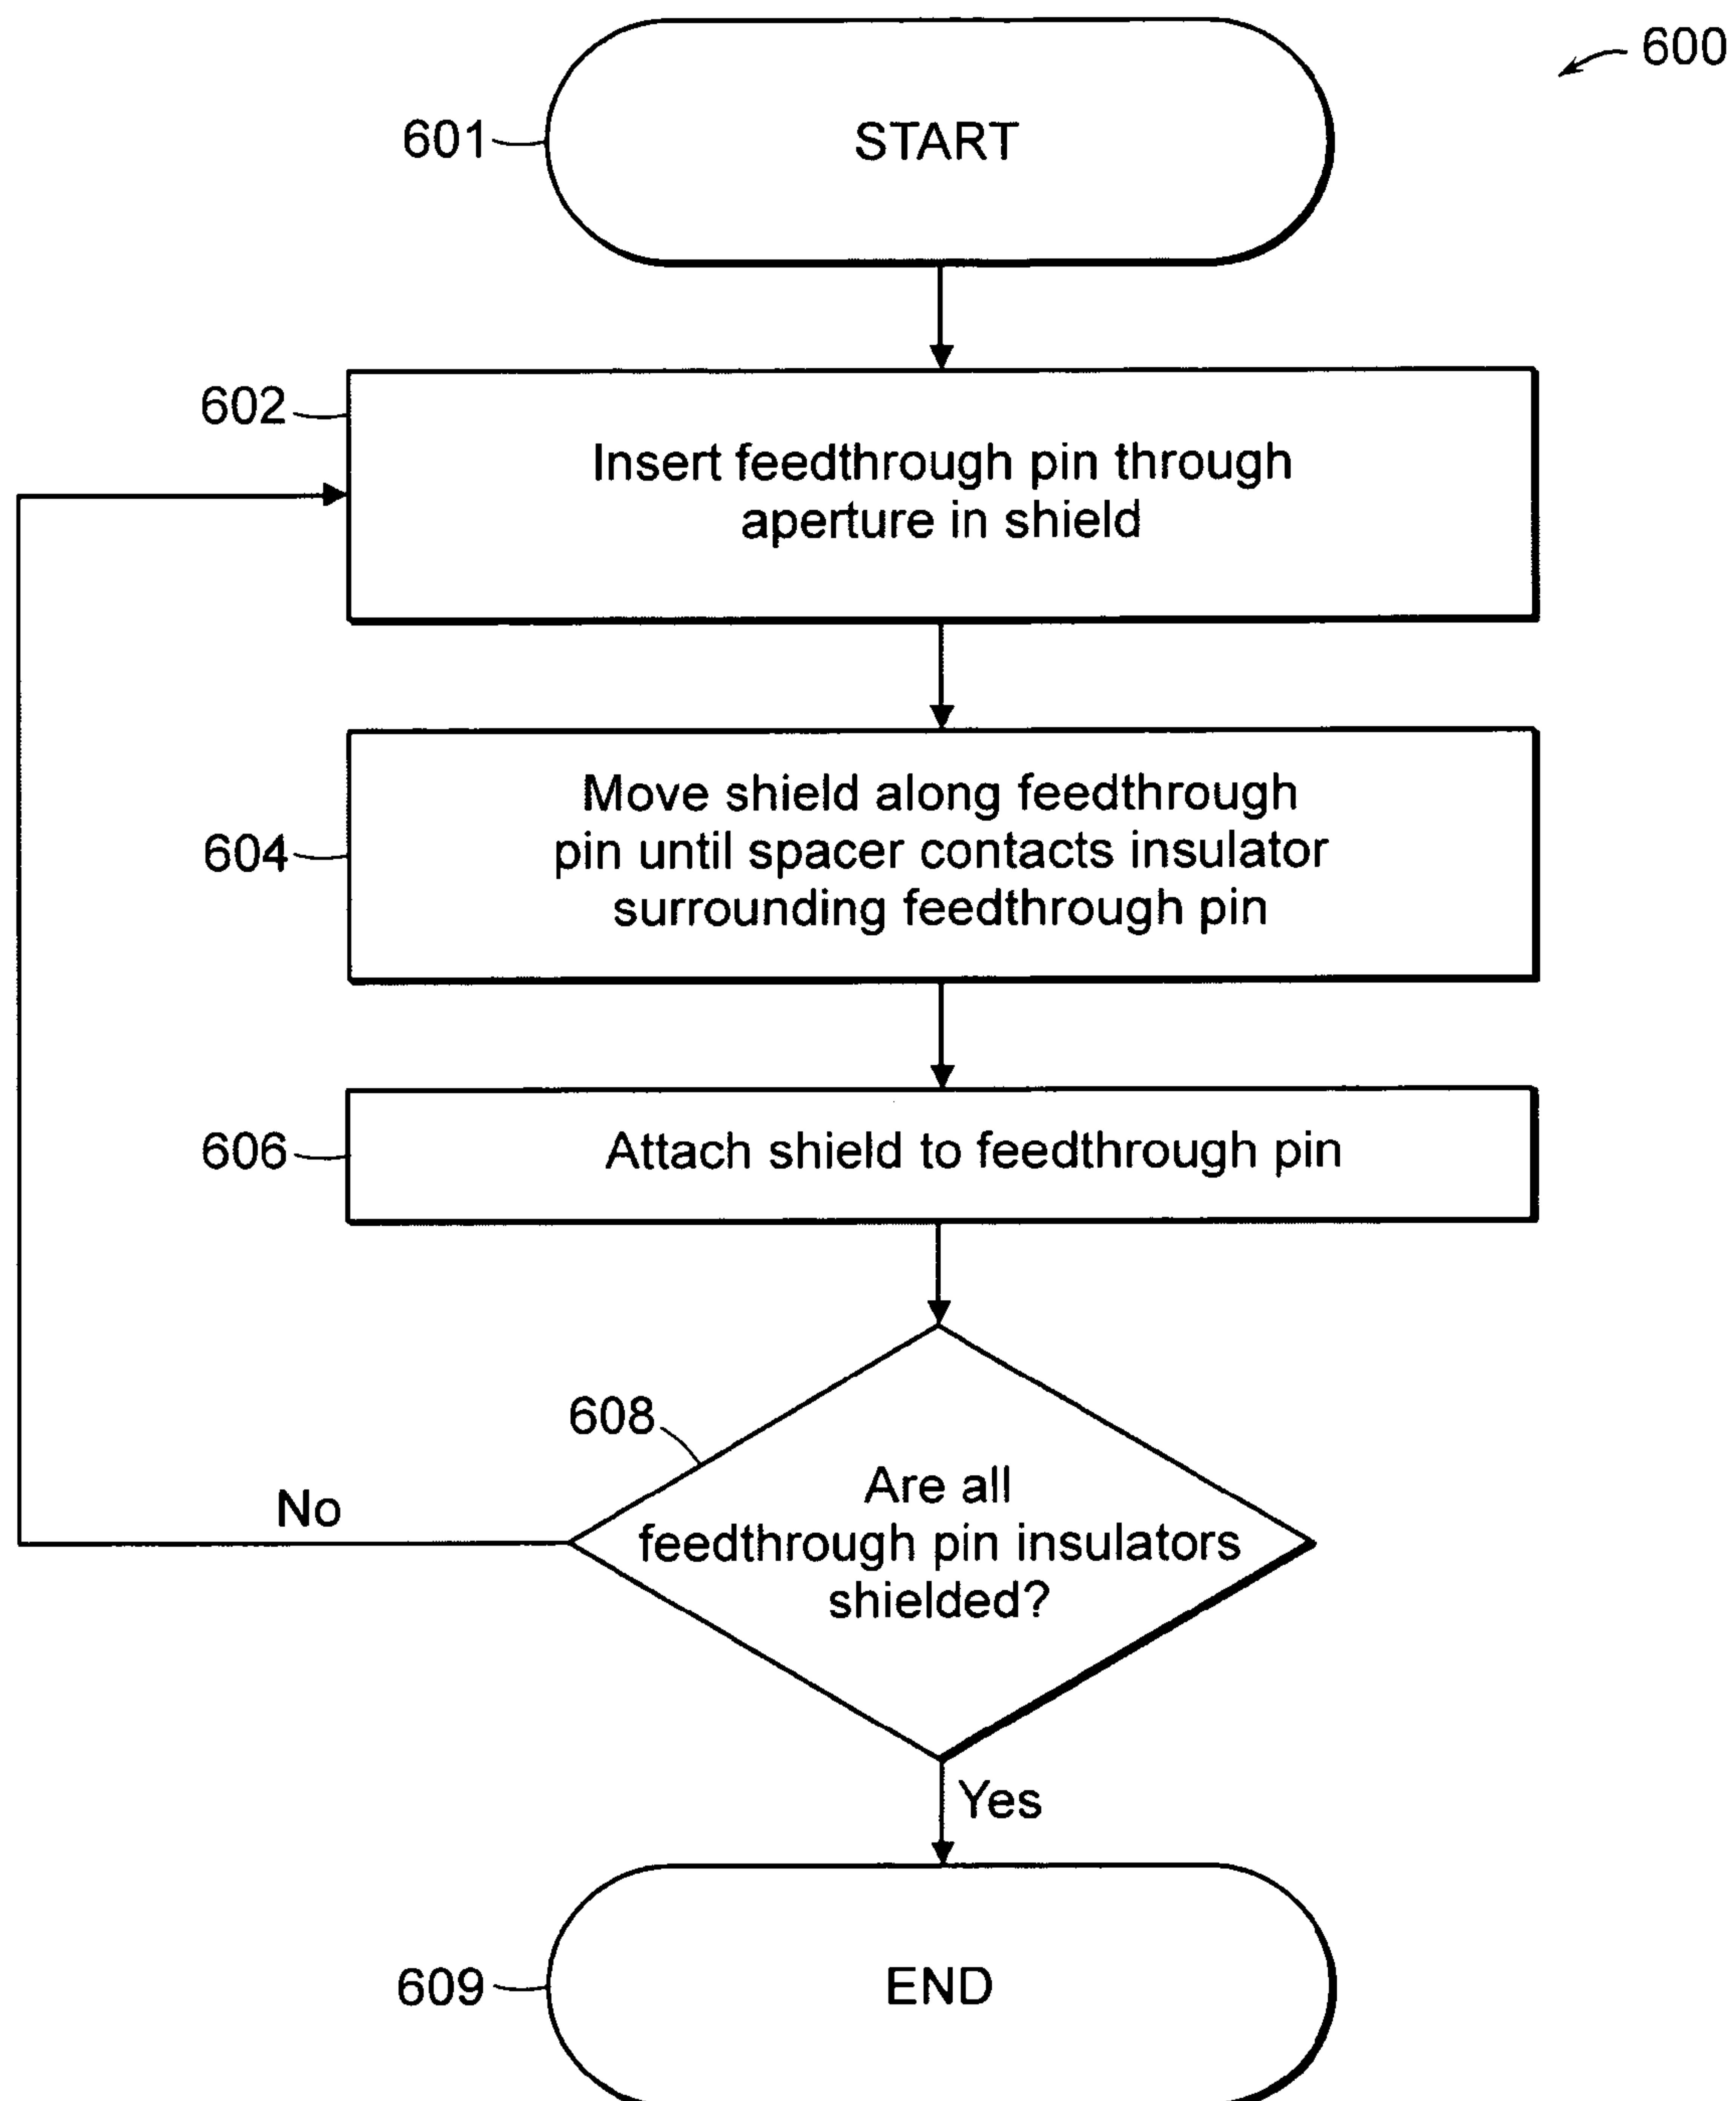 600
601
START
602
Insert feedthrough pin through
aperture in shield
604
Move shield along feedthrough
pin until spacer contacts insulator
surrounding feedthrough pin
606
Attach shield to feedthrough pin
608
Are all
feedthrough pin insulators
shielded?
No
Yes
609
END